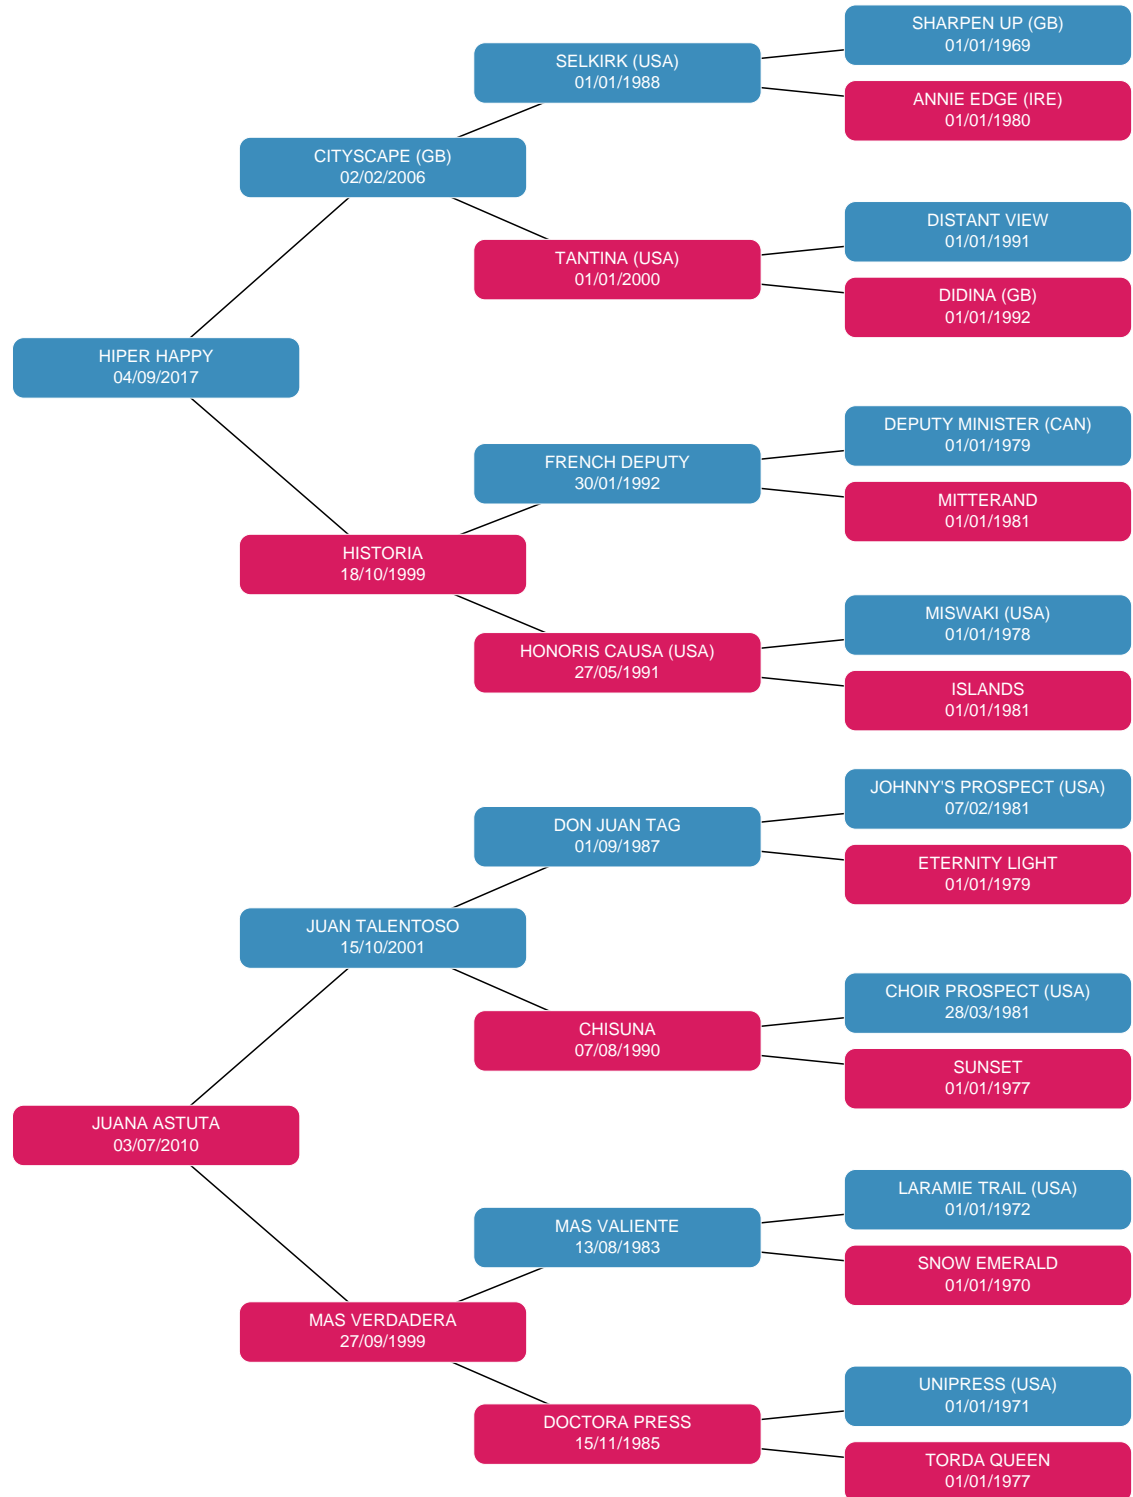 SHARPEN UP (GB)
01/01/1969
SELKIRK (USA)
01/01/1988
ANNIE EDGE (IRE)
01/01/1980
CITYSCAPE (GB)
02/02/2006
DISTANT VIEW
01/01/1991
TANTINA (USA)
01/01/2000
DIDINA (GB)
01/01/1992
HIPER HAPPY
04/09/2017
DEPUTY MINISTER (CAN)
01/01/1979
FRENCH DEPUTY
30/01/1992
MITTERAND
01/01/1981
HISTORIA
18/10/1999
MISWAKI (USA)
01/01/1978
HONORIS CAUSA (USA)
27/05/1991
ISLANDS
01/01/1981
JOHNNY'S PROSPECT (USA)
07/02/1981
DON JUAN TAG
01/09/1987
ETERNITY LIGHT
01/01/1979
JUAN TALENTOSO
15/10/2001
CHOIR PROSPECT (USA)
28/03/1981
CHISUNA
07/08/1990
SUNSET
01/01/1977
JUANA ASTUTA
03/07/2010
LARAMIE TRAIL (USA)
01/01/1972
MAS VALIENTE
13/08/1983
SNOW EMERALD
01/01/1970
MAS VERDADERA
27/09/1999
UNIPRESS (USA)
01/01/1971
DOCTORA PRESS
15/11/1985
TORDA QUEEN
01/01/1977